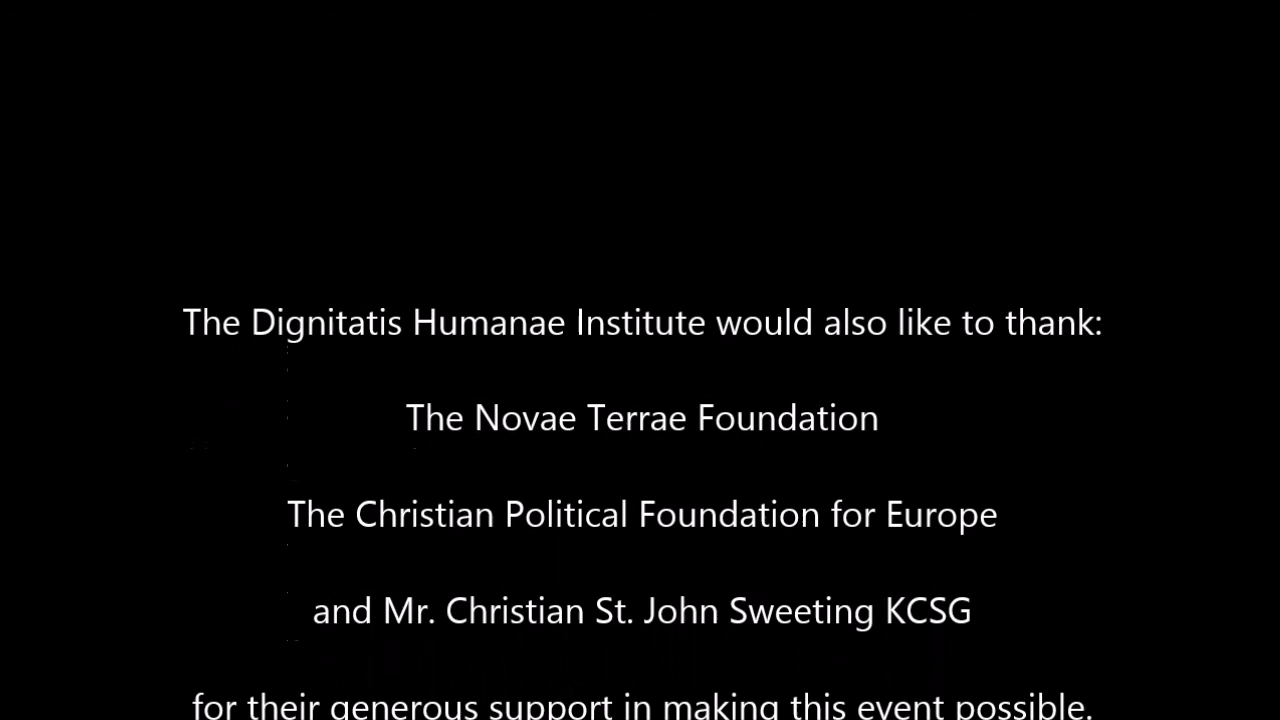 The Dignitatis Humanae Institute would also like to thank:
The Novae Terrae Foundation
The Christian Political Foundation for Europe
and Mr. Christian St. John Sweeting KCSG
for their generous support in making this event possible.